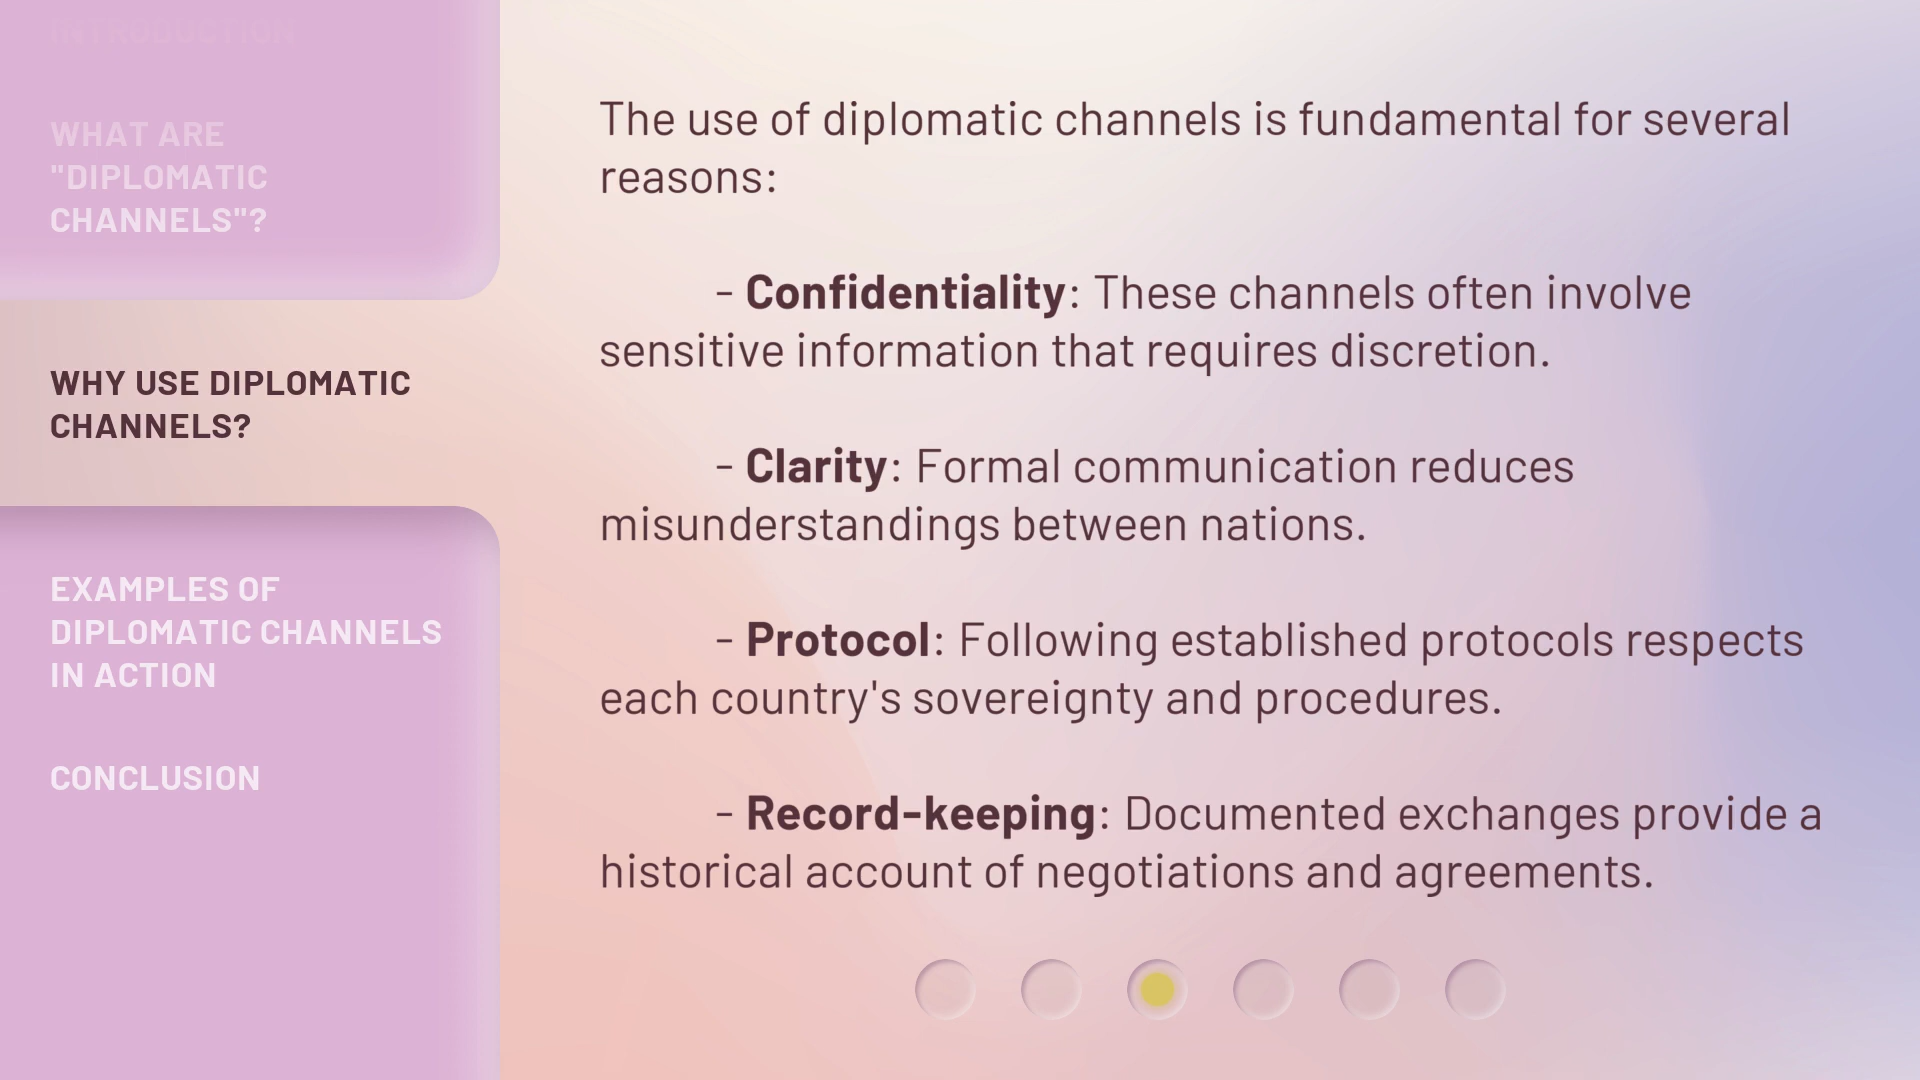 INTRODUCTION
WHAT ARE
"DIPLOMATIC
CHANNELS"?
WHY USE DIPLOMATIC
CHANNELS?
EXAMPLES OF
DIPLOMATIC CHANNELS
IN ACTION
CONCLUSION
The use of diplomatic channels is fundamental for several
reasons:
- Confidentiality: These channels often involve
sensitive information that requires discretion.
- Clarity: Formal communication reduces
misunderstandings between nations.
- Protocol: Following established protocols respects
each country's sovereignty and procedures.
- Record-keeping: Documented exchanges provide a
historical account of negotiations and agreements.